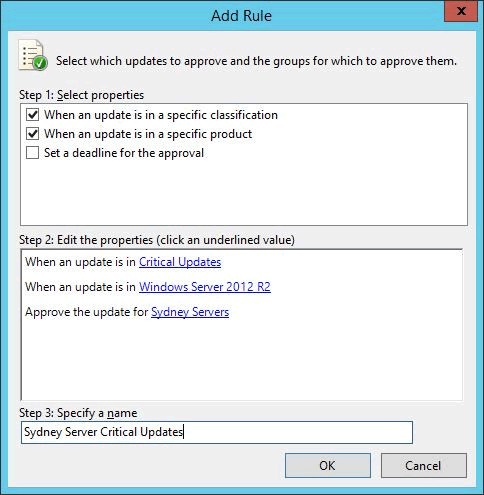 Add Rule
Select which updates to approve and the groups for which to approve them.
Step 1: Select properties
When an update is in a specific classification
When an update is in a specific product
Set a deadline for the approval
Step 2: Edit the properties (click an underlined value)
When an update is in Critical Updates
When an update is in Windows Server 2012 R2
Approve the update for Sydney Servers
Step 3: Specify a name
Sydney Server Critical Updates
OK Cancel